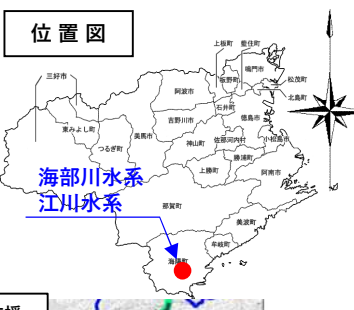 位置図
上板町
藍住町
鳴門市
三好市
阿波市
板野町
松茂町
北島町
石井町
吉野川市
徳島市
東みよし町
美馬市
つるぎ町
神山町
佐那河内村
小松島市
勝浦町
上勝町
阿南市
海部川水系
江川水系
那賀町
美波町
牟岐町
海陽町